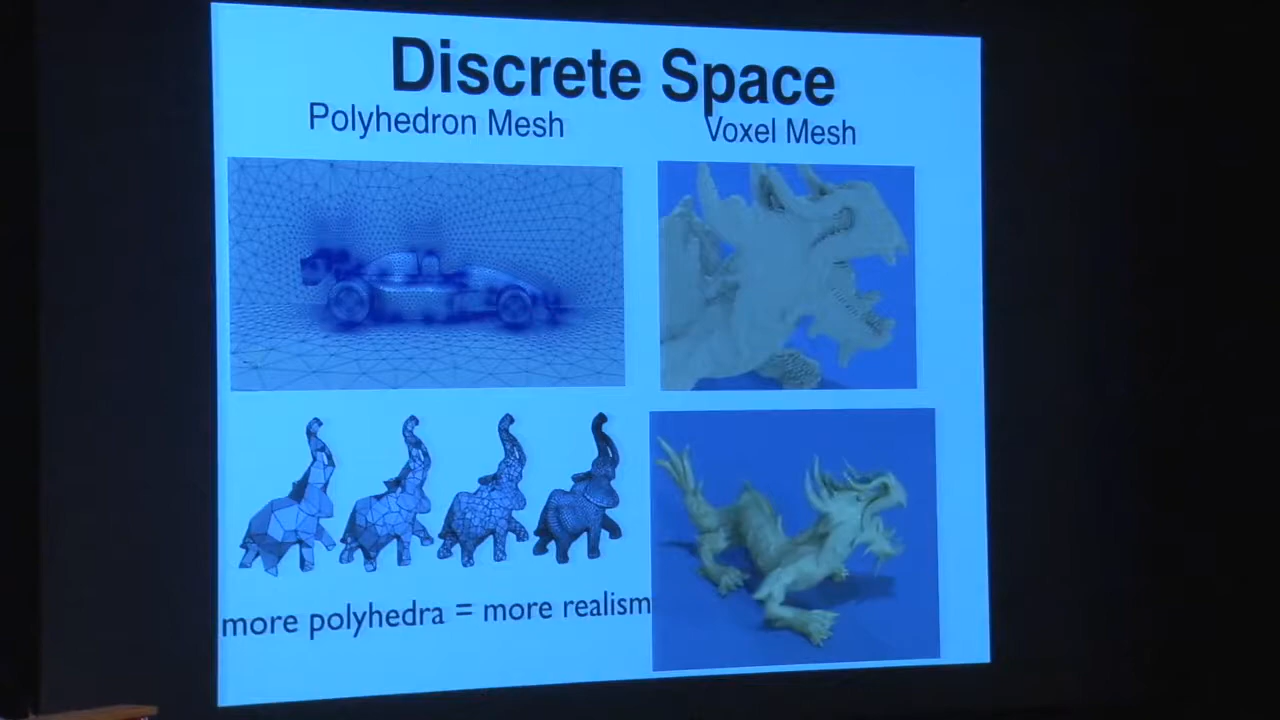 Discrete Space
Polyhedron Mesh
Voxel Mesh
more polyhedra = more realism